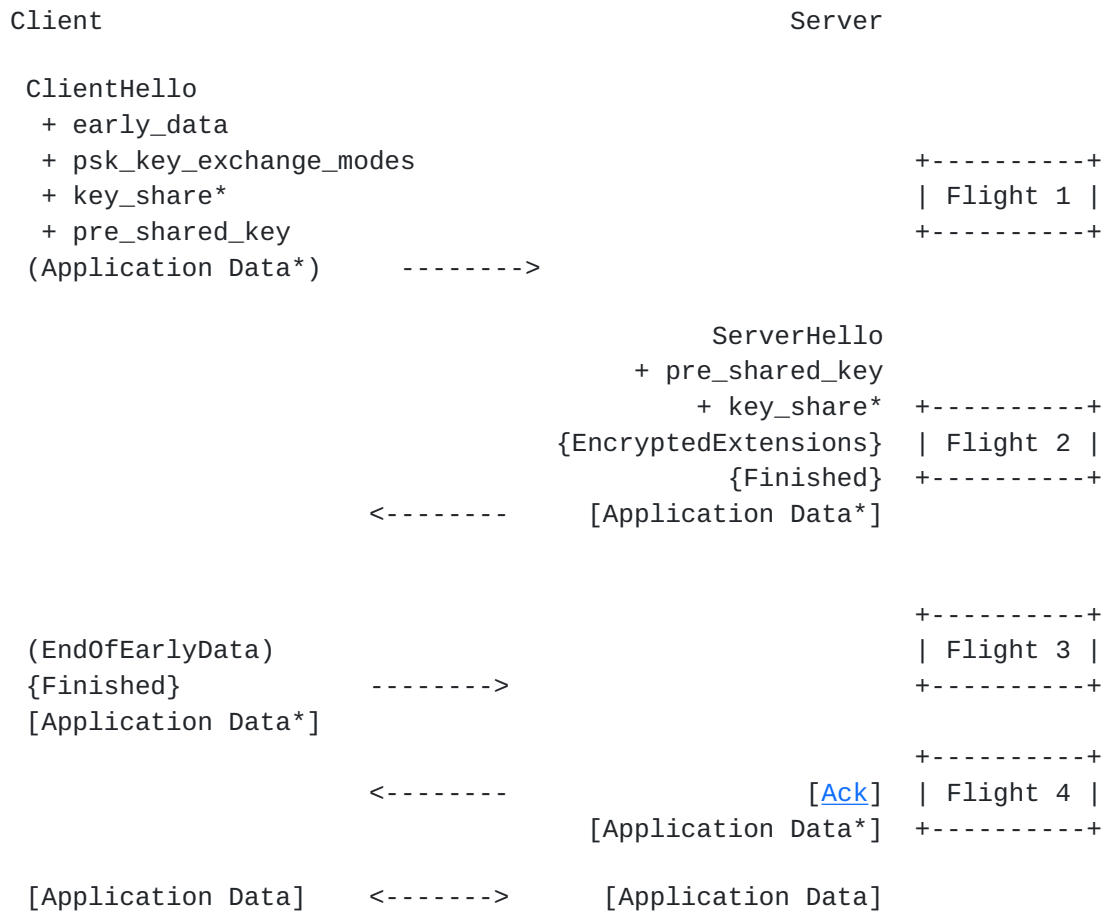 Client                                            Server

 ClientHello
  + early_data
  + psk_key_exchange_modes                                +----------+
  + key_share*                                            | Flight 1 |
  + pre_shared_key                                        +----------+
 (Application Data*)     -------->

                                             ServerHello
                                        + pre_shared_key
                                            + key_share*  +----------+
                                   {EncryptedExtensions}  | Flight 2 |
                                              {Finished}  +----------+
                       <--------     [Application Data*]

                                                          +----------+
 (EndOfEarlyData)                                         | Flight 3 |
 {Finished}            -------->                          +----------+
 [Application Data*]
                                                          +----------+
                       <--------                   [Ack]  | Flight 4 |
                                     [Application Data*]  +----------+

 [Application Data]    <------->      [Application Data]